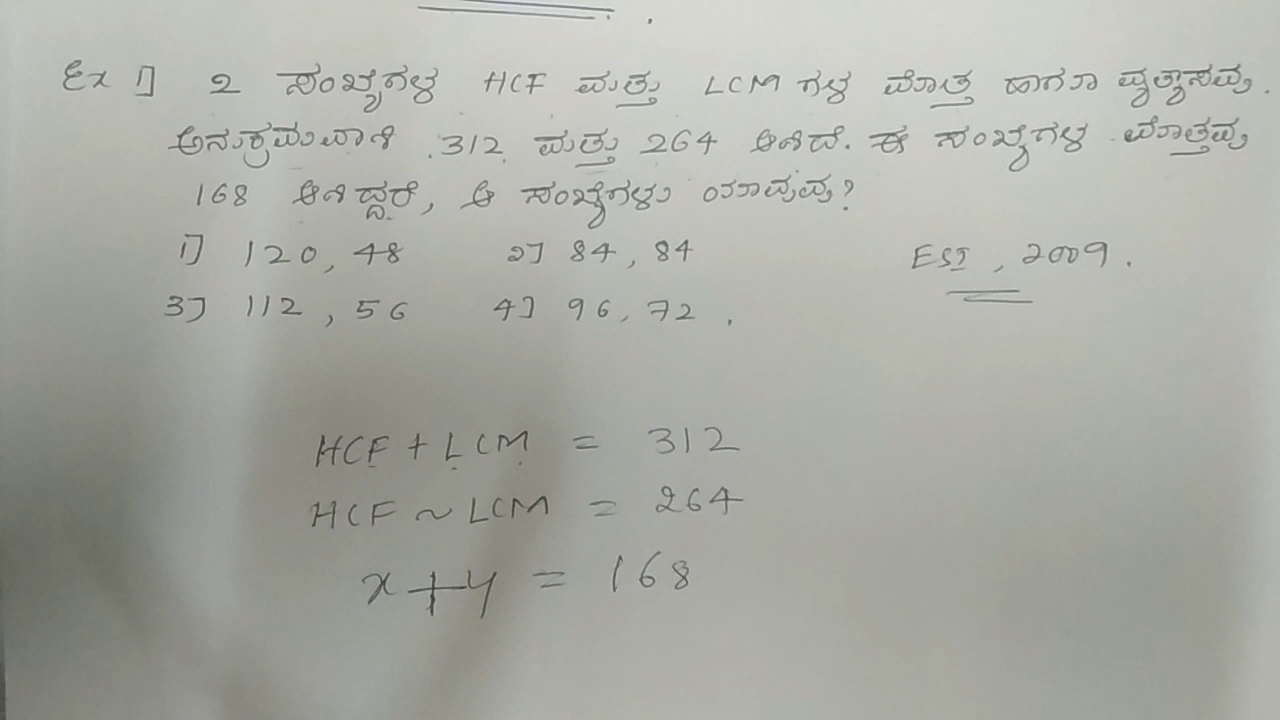 Ex 1] 2 ಸಂಖ್ಯೆಗಳ HCF ಮತ್ತು LCM ಗಳ ಮೊತ್ತ ಹಾಗೂ ವ್ಯತ್ಯಾಸವು.
ಅನುಕ್ರಮವಾಗಿ .312 ಮತ್ತು 264 ಆಗಿದೆ. ಈ ಸಂಖ್ಯೆಗಳ ಮೊತ್ತವು
168 ಆಗಿದ್ದರೆ, ಆ ಸಂಖ್ಯೆಗಳು ಯಾವುವು?
1] 120, 48 2] 84, 84 ESI, 2009.
3] 112, 56 4] 96, 72.
HCF + LCM = 312
HCF ~ LCM = 264
x + y = 168